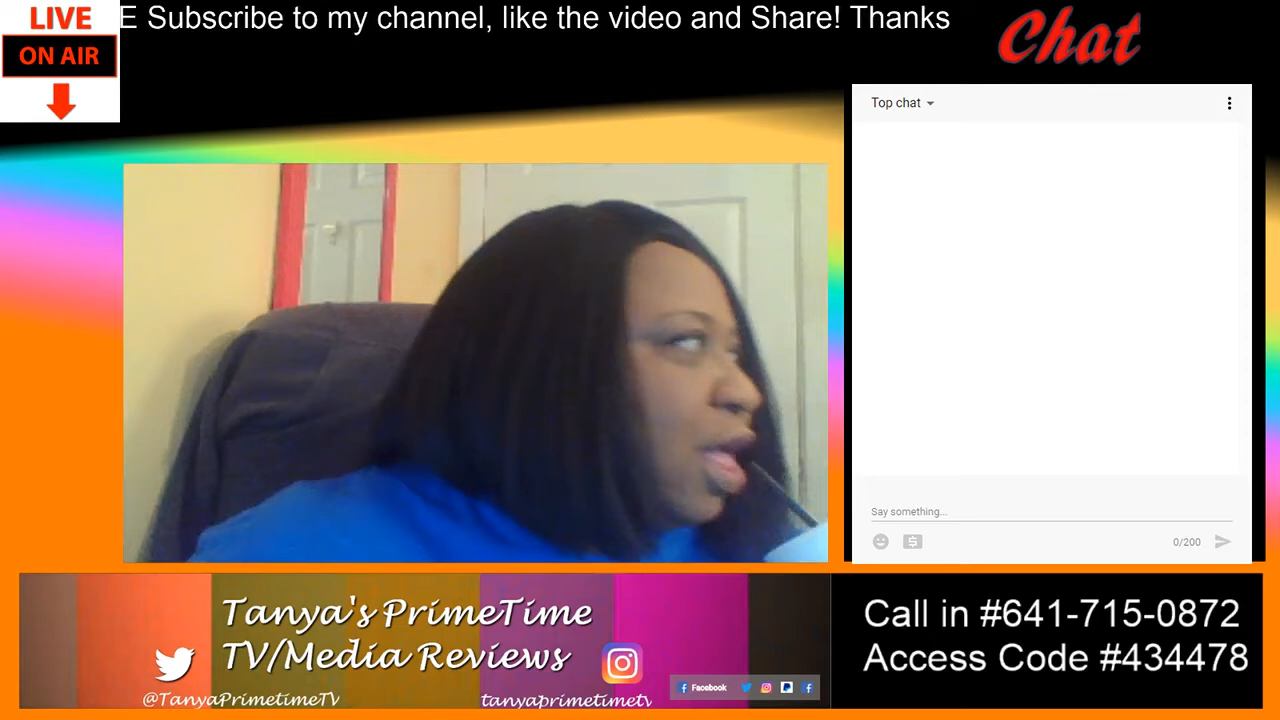 LIVE
ON AIR
E Subscribe to my channel, like the video and Share! Thanks
Chat
Top chat
Say something...
0/200
Tanya's PrimeTime
TV/Media Reviews
@TanyaPrimetimeTV
tanyaprimetimetv
Facebook
Call in #641-715-0872
Access Code #434478